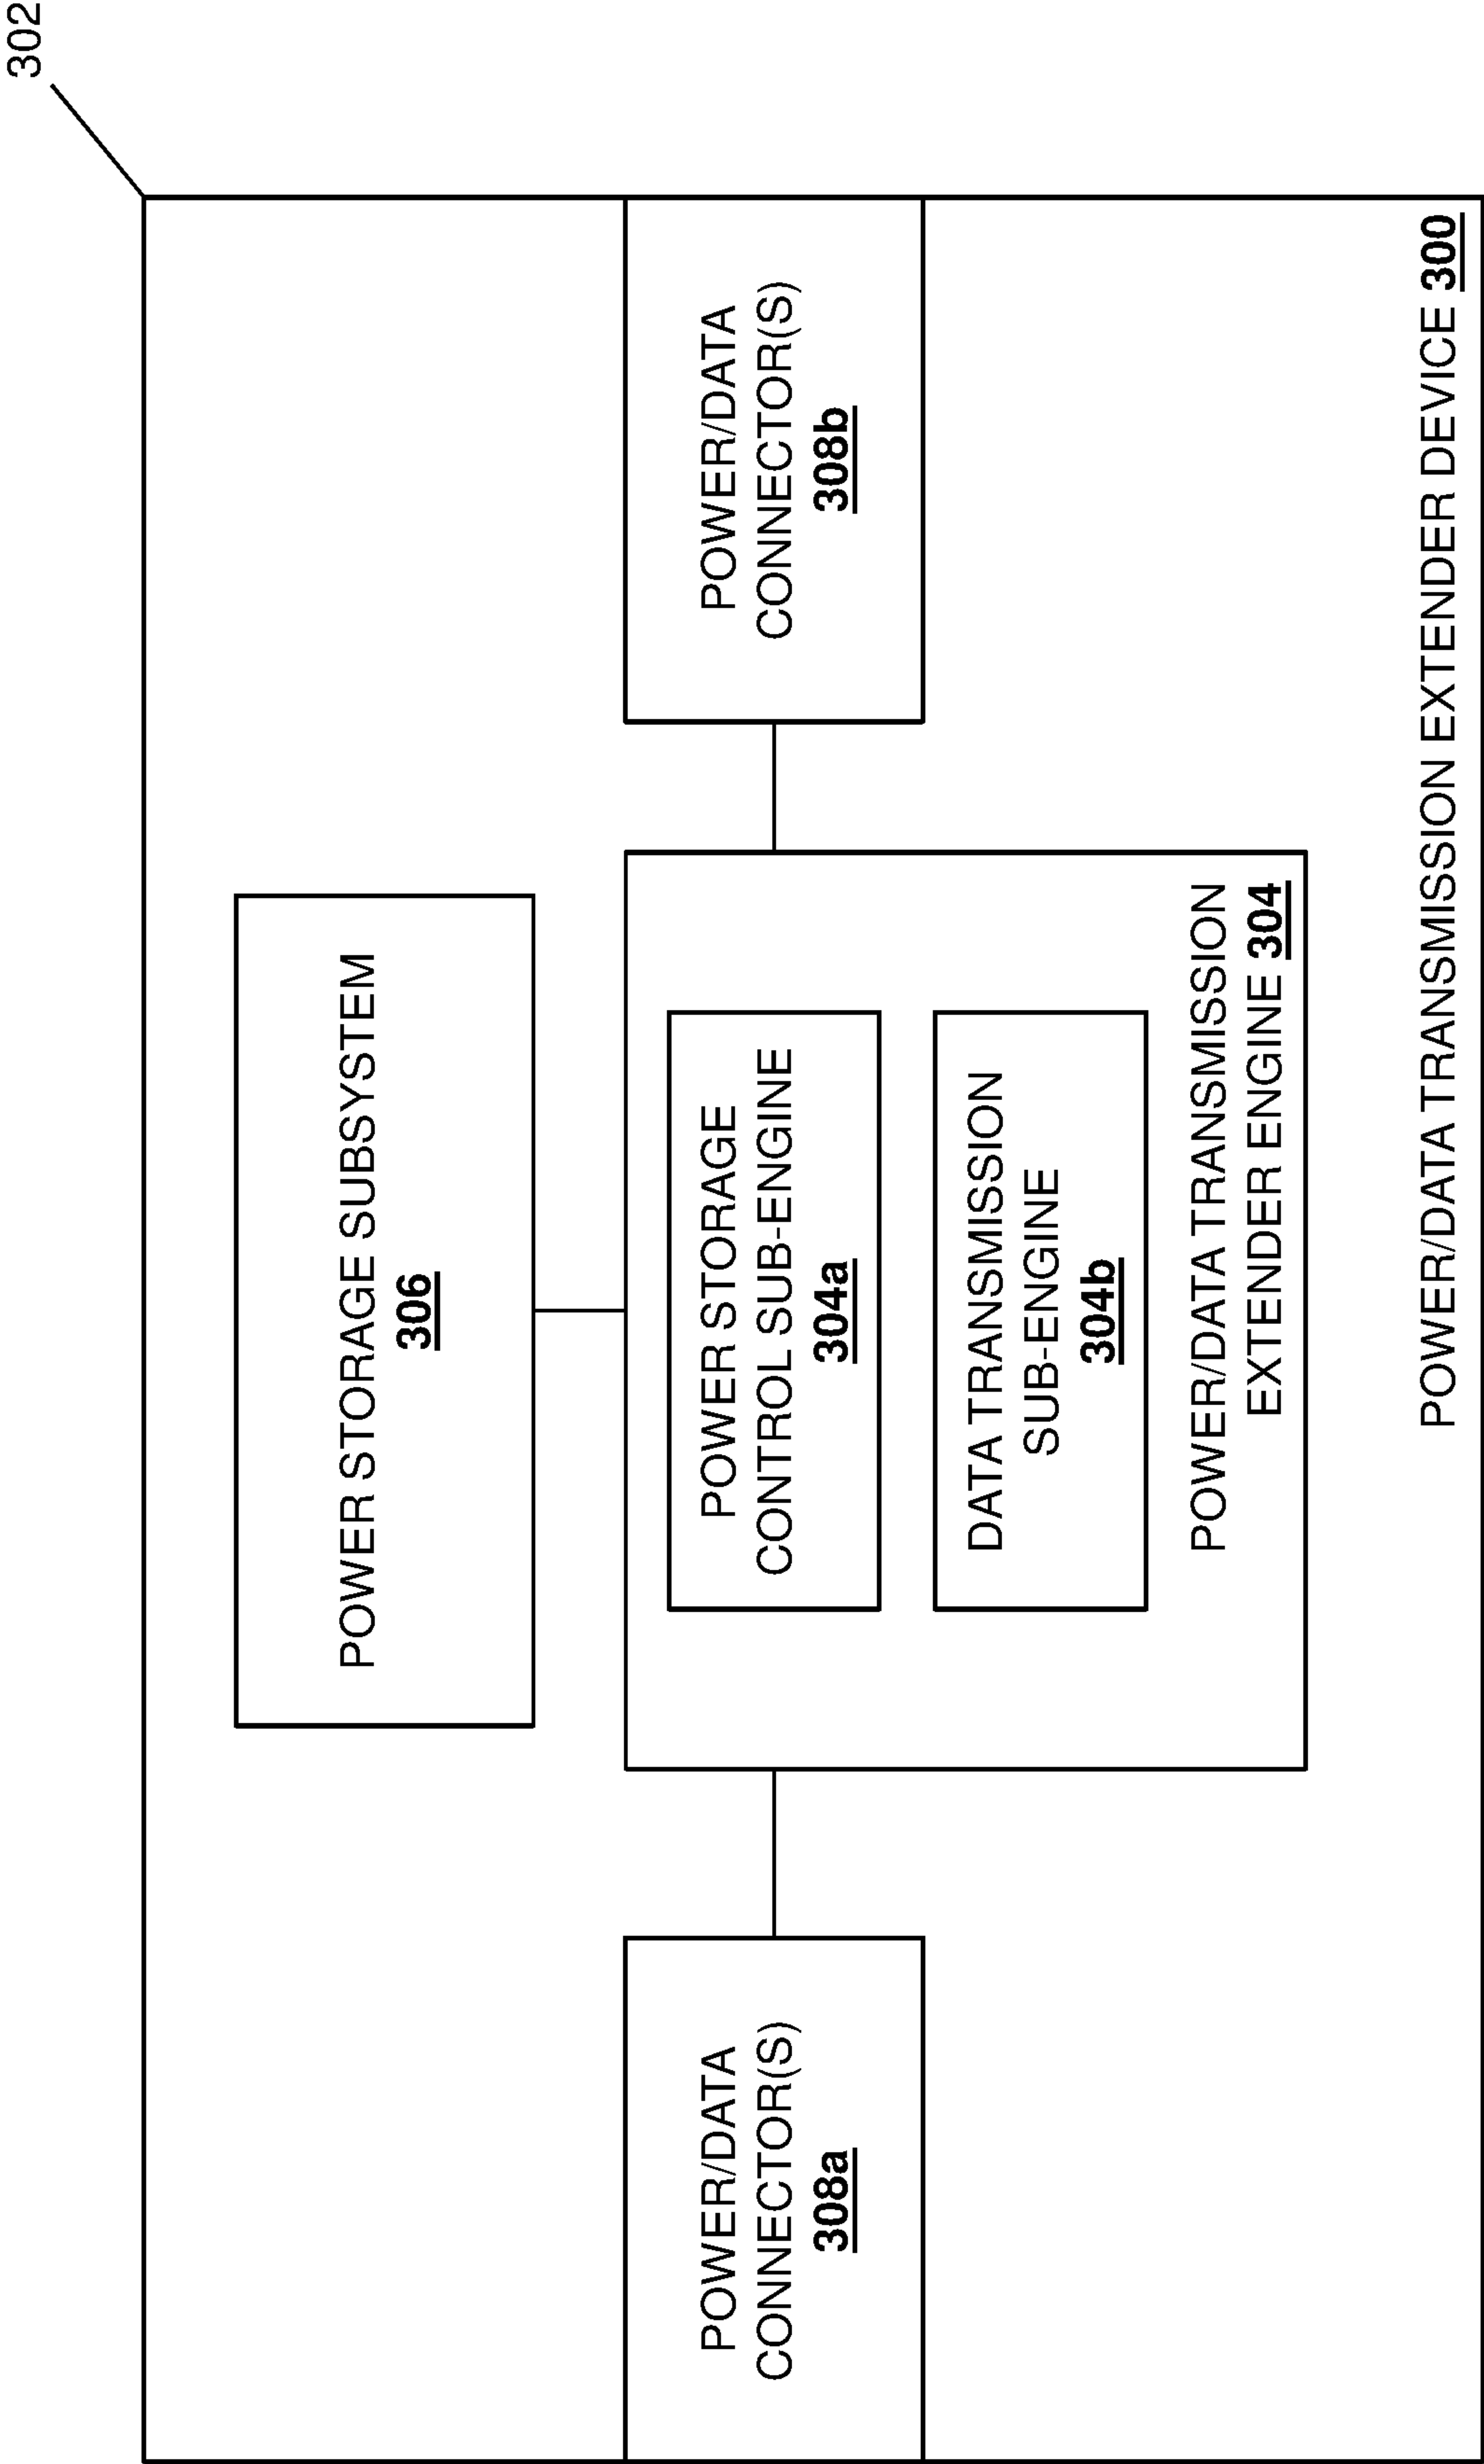 302
POWER STORAGE SUBSYSTEM
306
POWER/DATA
CONNECTOR(S)
308a
POWER STORAGE
CONTROL SUB-ENGINE
304a
DATA TRANSMISSION
SUB-ENGINE
304b
POWER/DATA TRANSMISSION
EXTENDER ENGINE 304
POWER/DATA
CONNECTOR(S)
308b
POWER/DATA TRANSMISSION EXTENDER DEVICE 300